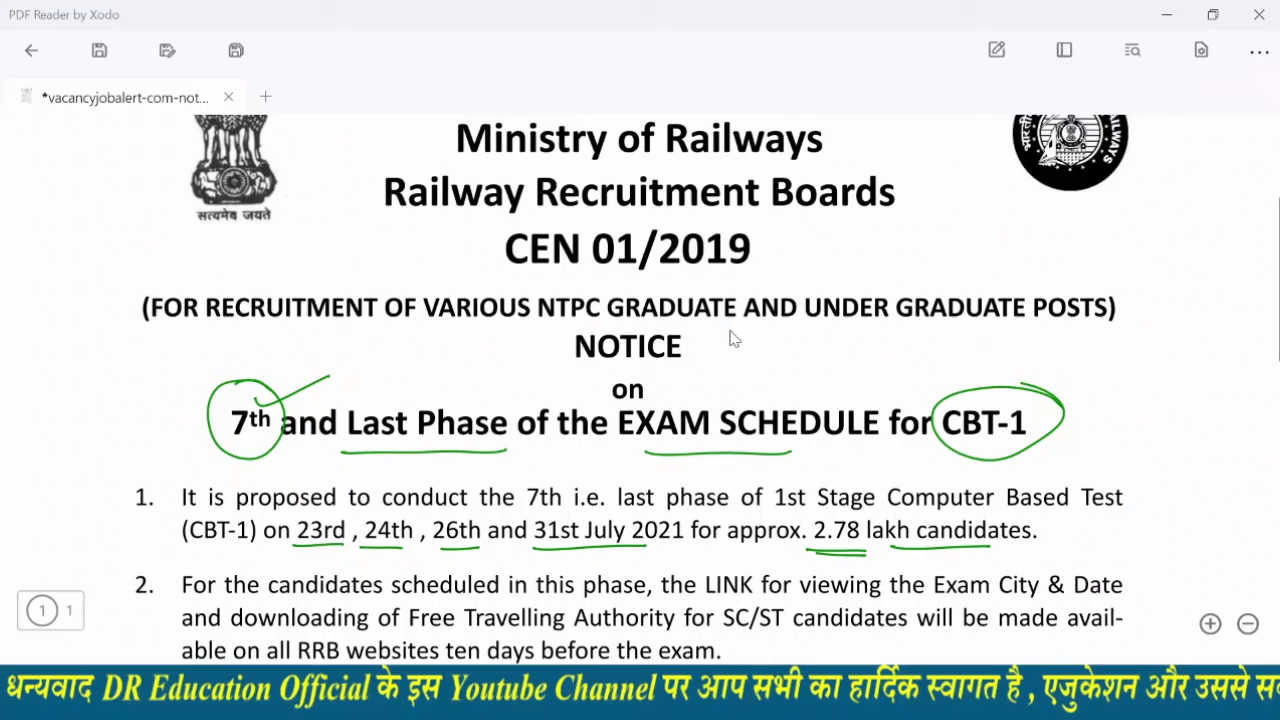 PDF Reader by Xodo
*vacancyjobalert-com-not...
सत्यमेव जयते
Ministry of Railways
Railway Recruitment Boards
CEN 01/2019
(FOR RECRUITMENT OF VARIOUS NTPC GRADUATE AND UNDER GRADUATE POSTS)
NOTICE
on
7th and Last Phase of the EXAM SCHEDULE for CBT-1
1. It is proposed to conduct the 7th i.e. last phase of 1st Stage Computer Based Test
(CBT-1) on 23rd , 24th , 26th and 31st July 2021 for approx. 2.78 lakh candidates.
2. For the candidates scheduled in this phase, the LINK for viewing the Exam City & Date
and downloading of Free Travelling Authority for SC/ST candidates will be made avail-
able on all RRB websites ten days before the exam.
1 1
धन्यवाद DR Education Official के इस Youtube Channel पर आप सभी का हार्दिक स्वागत है , एजुकेशन और उससे